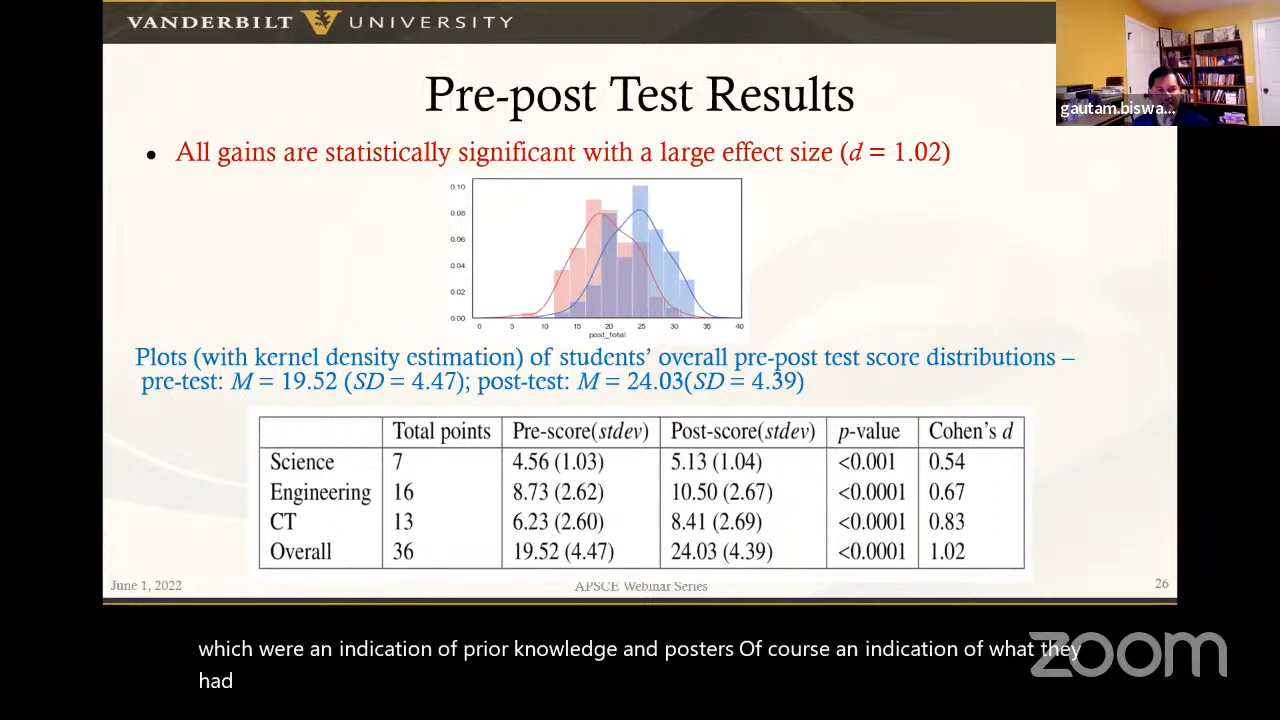 VANDERBILT UNIVERSITY
gautam.biswa...
Pre-post Test Results
• All gains are statistically significant with a large effect size (d = 1.02)
0.10
0.08
0.06
0.04
0.02
0.00
0 5 10 15 20 25 30 35 40
post_total
Plots (with kernel density estimation) of students’ overall pre-post test score distributions –
pre-test: M = 19.52 (SD = 4.47); post-test: M = 24.03(SD = 4.39)
Total points Pre-score(stdev) Post-score(stdev) p-value Cohen’s d
Science 7 4.56 (1.03) 5.13 (1.04) <0.001 0.54
Engineering 16 8.73 (2.62) 10.50 (2.67) <0.0001 0.67
CT 13 6.23 (2.60) 8.41 (2.69) <0.0001 0.83
Overall 36 19.52 (4.47) 24.03 (4.39) <0.0001 1.02
June 1, 2022 APSCE Webinar Series 26
which were an indication of prior knowledge and posters Of course an indication of what they
had
zoom